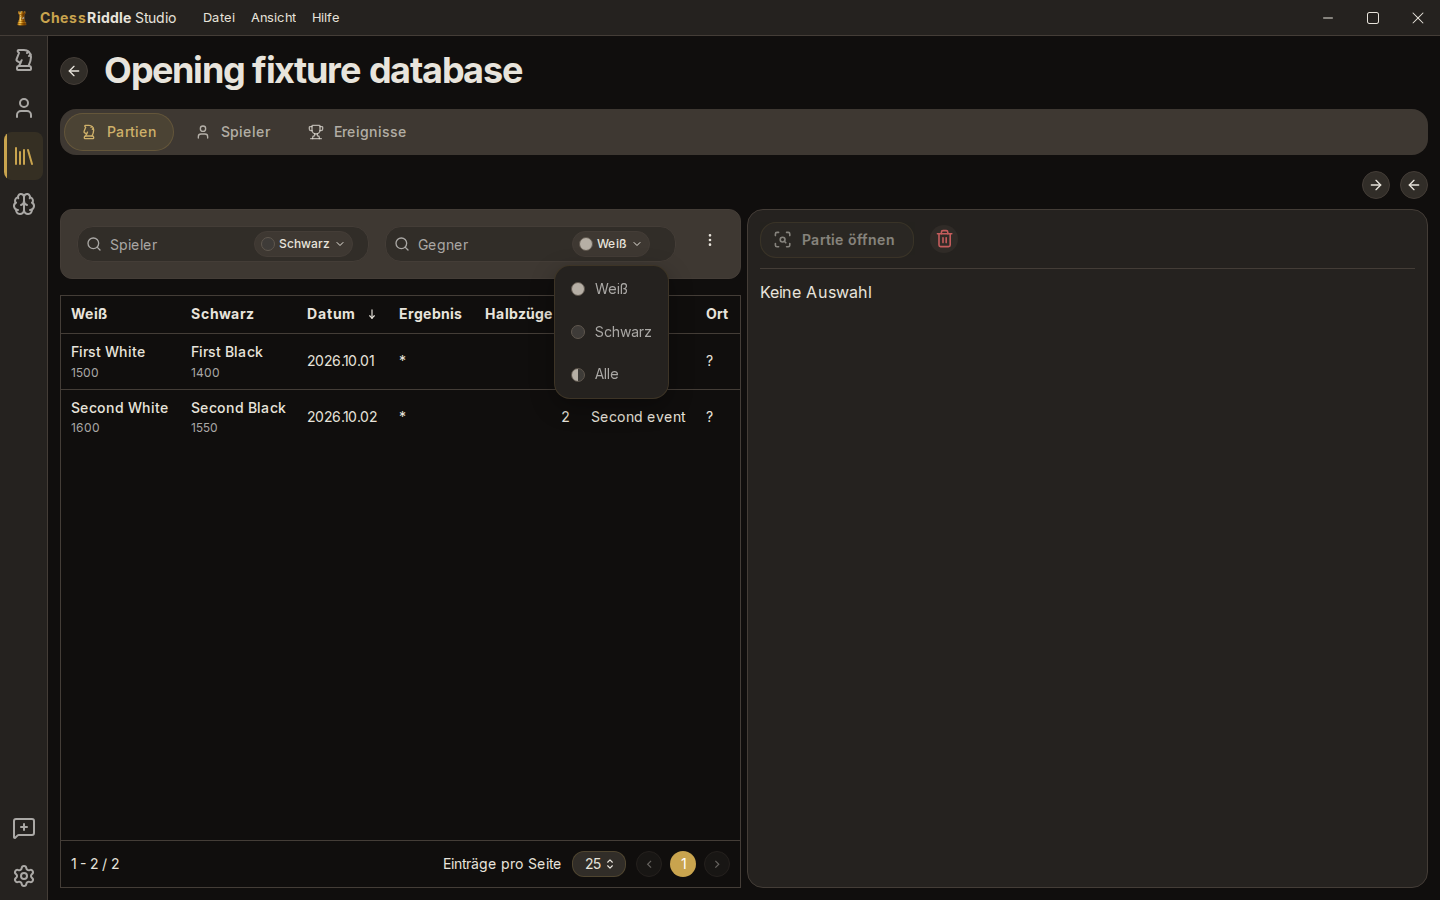 ChessRiddle Studio Datei Ansicht Hilfe
Opening fixture database
Partien Spieler Ereignisse
Spieler Schwarz Gegner Weiß
Partie öffnen
Keine Auswahl
Weiß
Schwarz
Alle
Weiß Schwarz Datum Ergebnis Halbzüge Ort
First White First Black 2026.10.01 * ?
1500 1400
Second White Second Black 2026.10.02 * 2 Second event ?
1600 1550
1 - 2 / 2 Einträge pro Seite 25 1